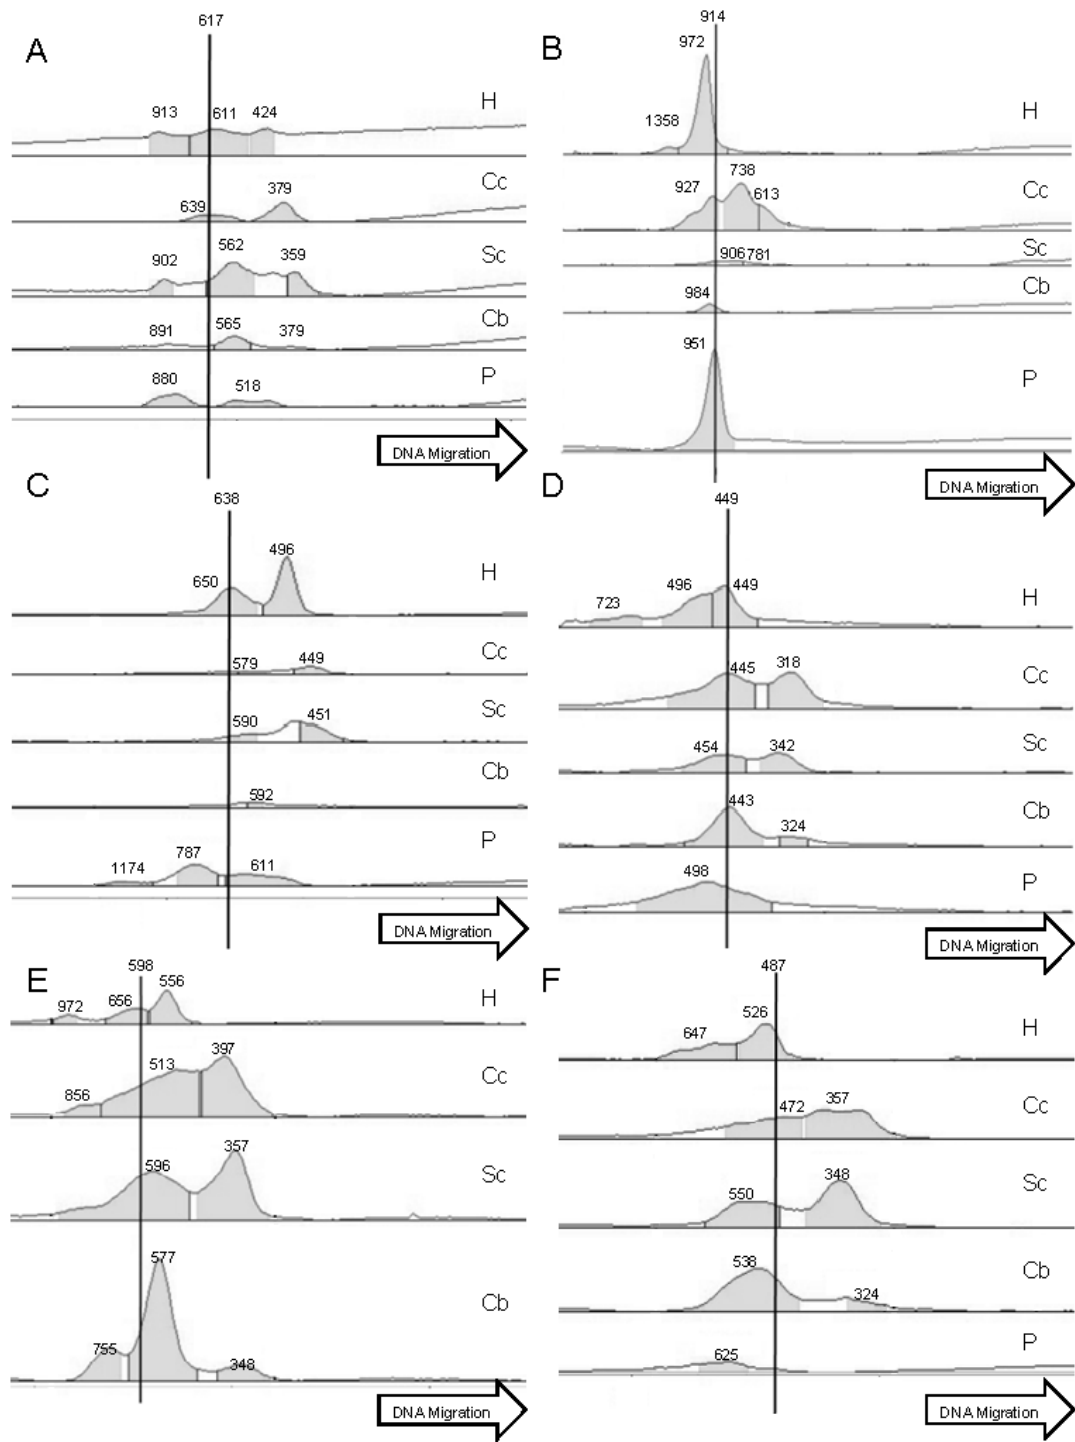 A
617
H
913 611 424
Cc
639 379
Sc
902 562 359
Cb
891 565 379
P
880 518
DNA Migration
B
914
972
H
1358
Cc
927 738 613
Sc
906 781
Cb
984
P
951
DNA Migration
C
638
H
650 496
Cc
579 449
Sc
590 451
Cb
592
P
1174 787 611
DNA Migration
D
449
H
723 496 449
Cc
445 318
Sc
454 342
Cb
443 324
P
498
DNA Migration
E
598
H
972 656 556
Cc
856 513 397
Sc
596 357
Cb
755 577 348
DNA Migration
F
487
H
647 526
Cc
472 357
Sc
550 348
Cb
538 324
P
625
DNA Migration